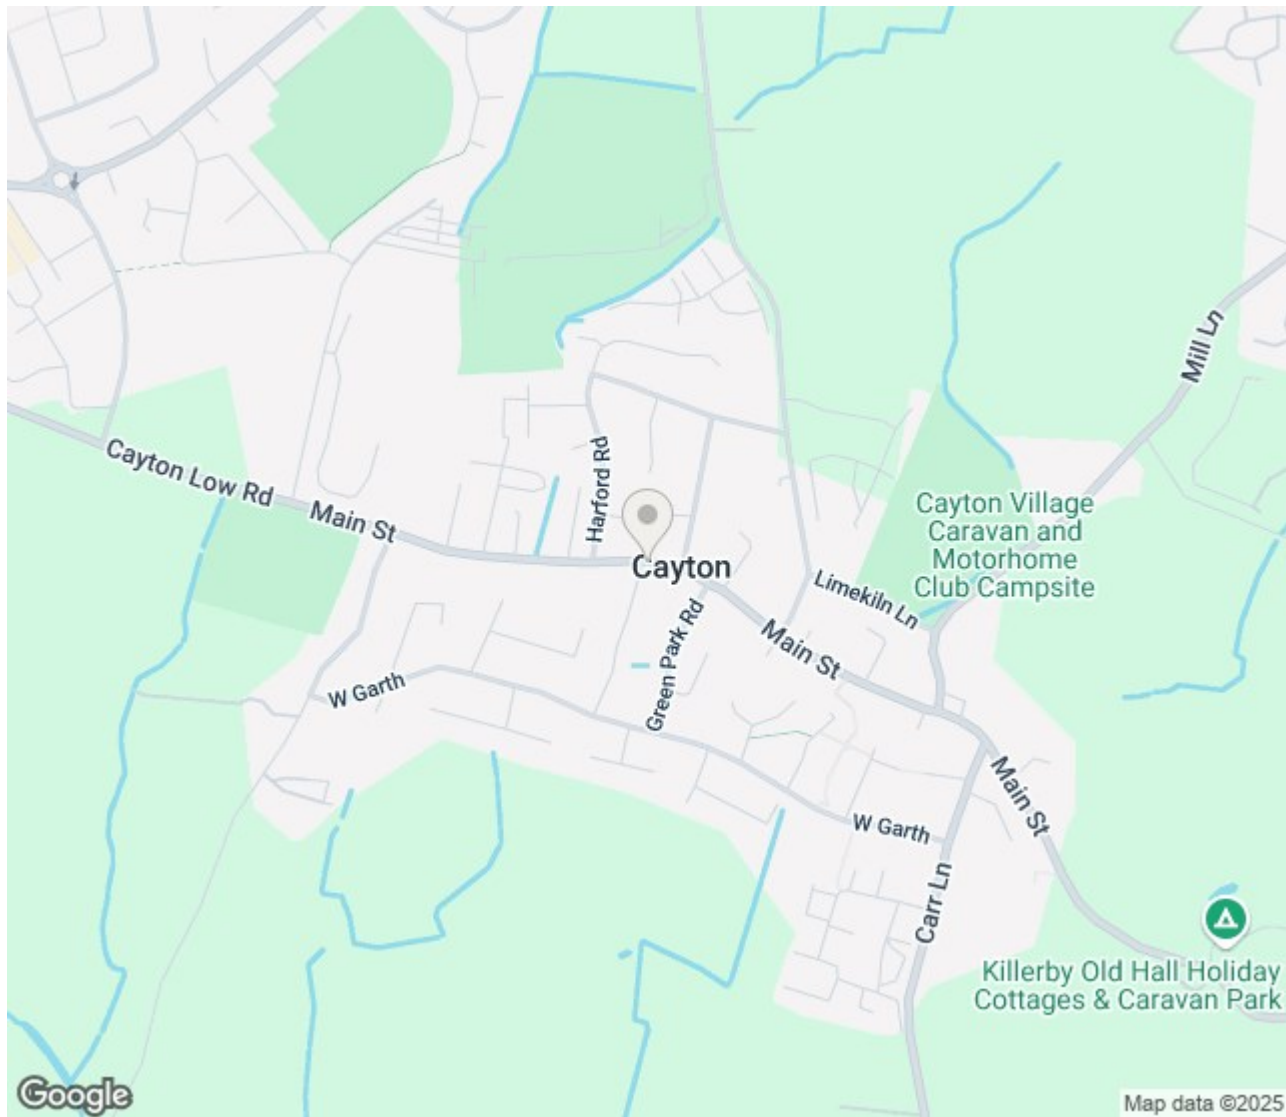 Mill Ln
Harford Rd
Cayton Low Rd
Main St
Cayton Village
Caravan and
Motorhome
Club Campsite
Cayton
Limekiln Ln
Green Park Rd
Main St
W Garth
Main St
W Garth
Carr Ln
Killerby Old Hall Holiday
Cottages & Caravan Park
Google
Map data ©2025